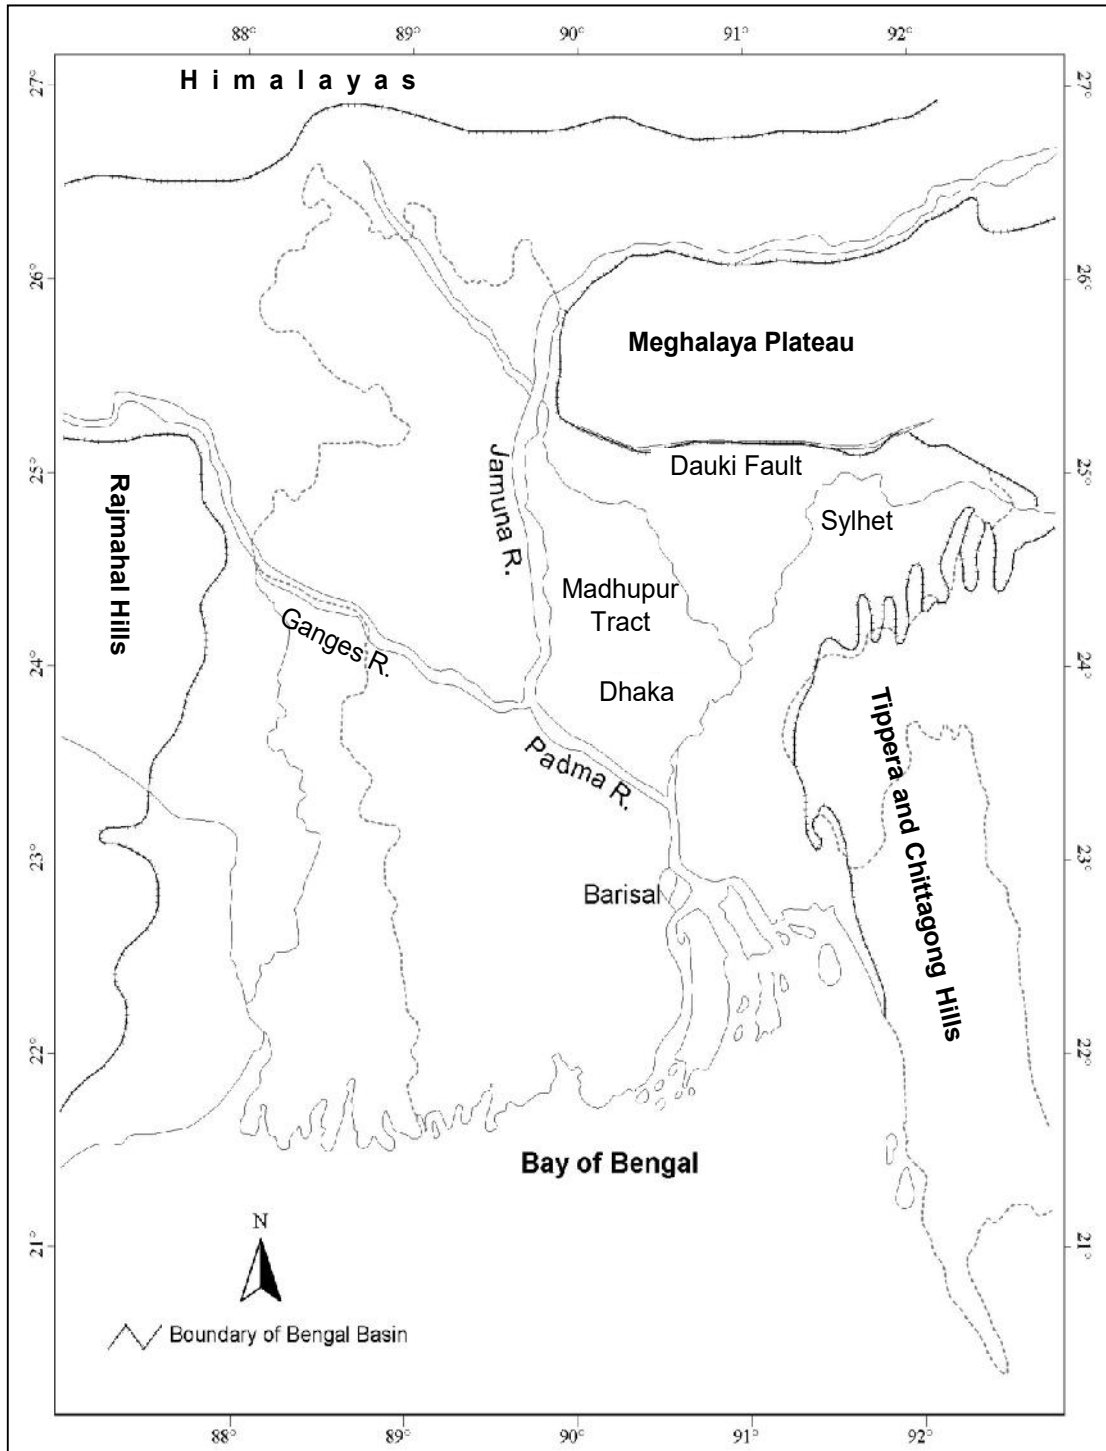 88° 89° 90° 91° 92°
Himalayas
27° 27°
26° 26°
Meghalaya Plateau
25° 25°
Dauki Fault
Jamuna R.
Rajmahal Hills
Sylhet
Madhupur
Tract
Ganges R.
24° 24°
Dhaka
Padma R.
Tippera and Chittagong Hills
23° 23°
Barisal
22° 22°
Bay of Bengal
N
21° 21°
Boundary of Bengal Basin
88° 89° 90° 91° 92°